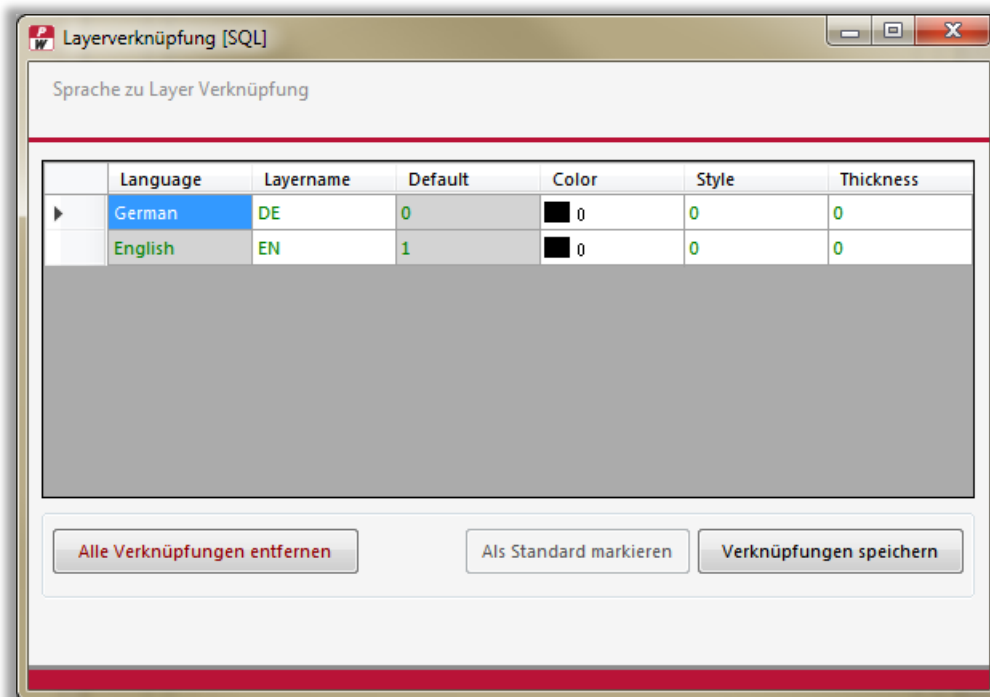 PW Layerverknüpfung [SQL]
Sprache zu Layer Verknüpfung
Language Layername Default Color Style Thickness
German DE 0 0 0 0
English EN 1 0 0 0
Alle Verknüpfungen entfernen Als Standard markieren Verknüpfungen speichern